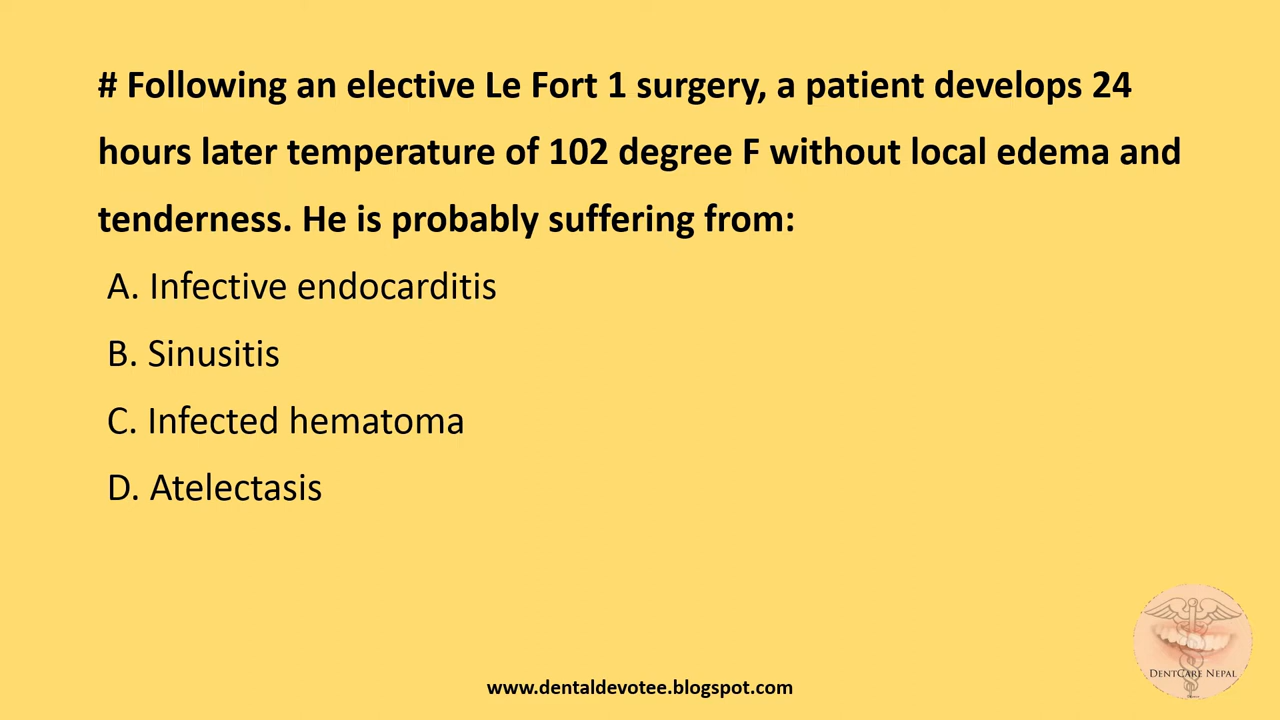 # Following an elective Le Fort 1 surgery, a patient develops 24
hours later temperature of 102 degree F without local edema and
tenderness. He is probably suffering from:
A. Infective endocarditis
B. Sinusitis
C. Infected hematoma
D. Atelectasis
DENTCARE NEPAL
www.dentaldevotee.blogspot.com